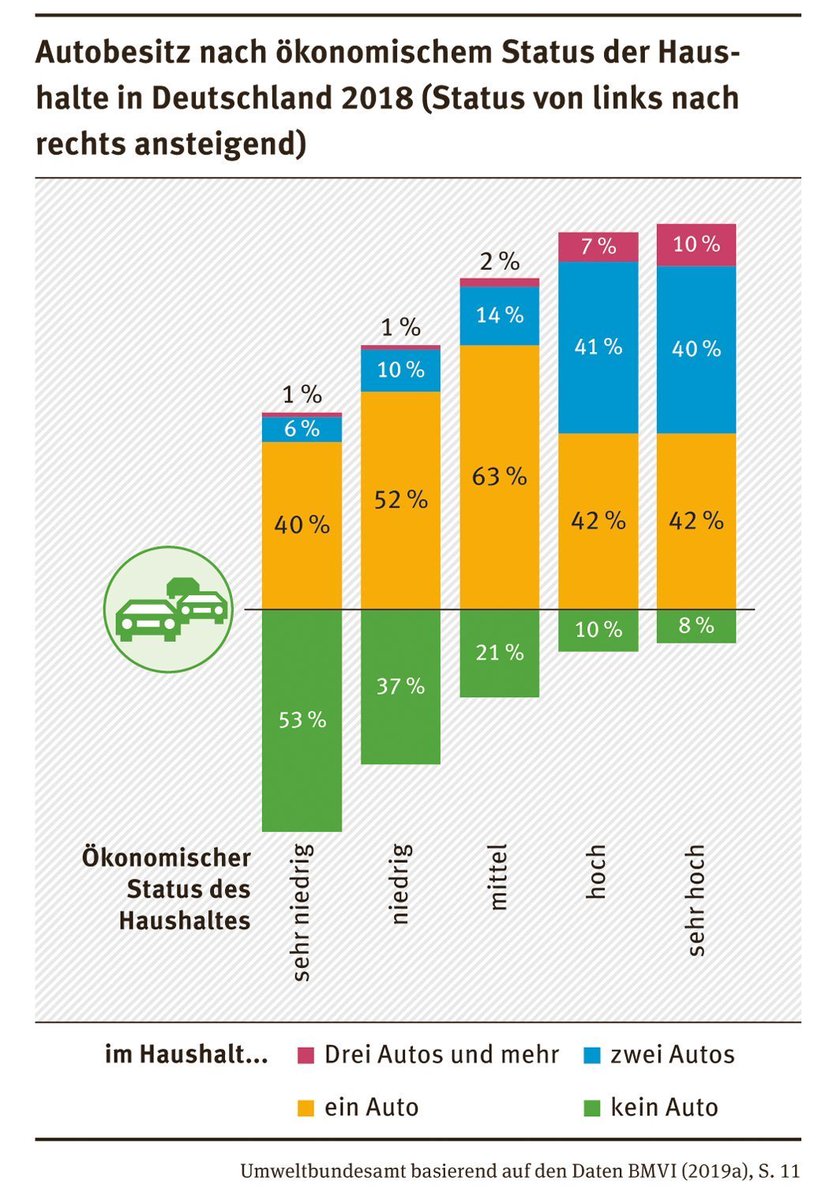 Autobesitz nach ökonomischem Status der Haus-
halte in Deutschland 2018 (Status von links nach
rechts ansteigend)
1 %
6 %
40 %
53 %
1 %
10 %
52 %
37 %
2 %
14 %
63 %
21 %
7 %
41 %
42 %
10 %
10 %
40 %
42 %
8 %
Ökonomischer
Status des
Haushaltes
sehr niedrig
niedrig
mittel
hoch
sehr hoch
im Haushalt...
Drei Autos und mehr
zwei Autos
ein Auto
kein Auto
Umweltbundesamt basierend auf den Daten BMVI (2019a), S. 11